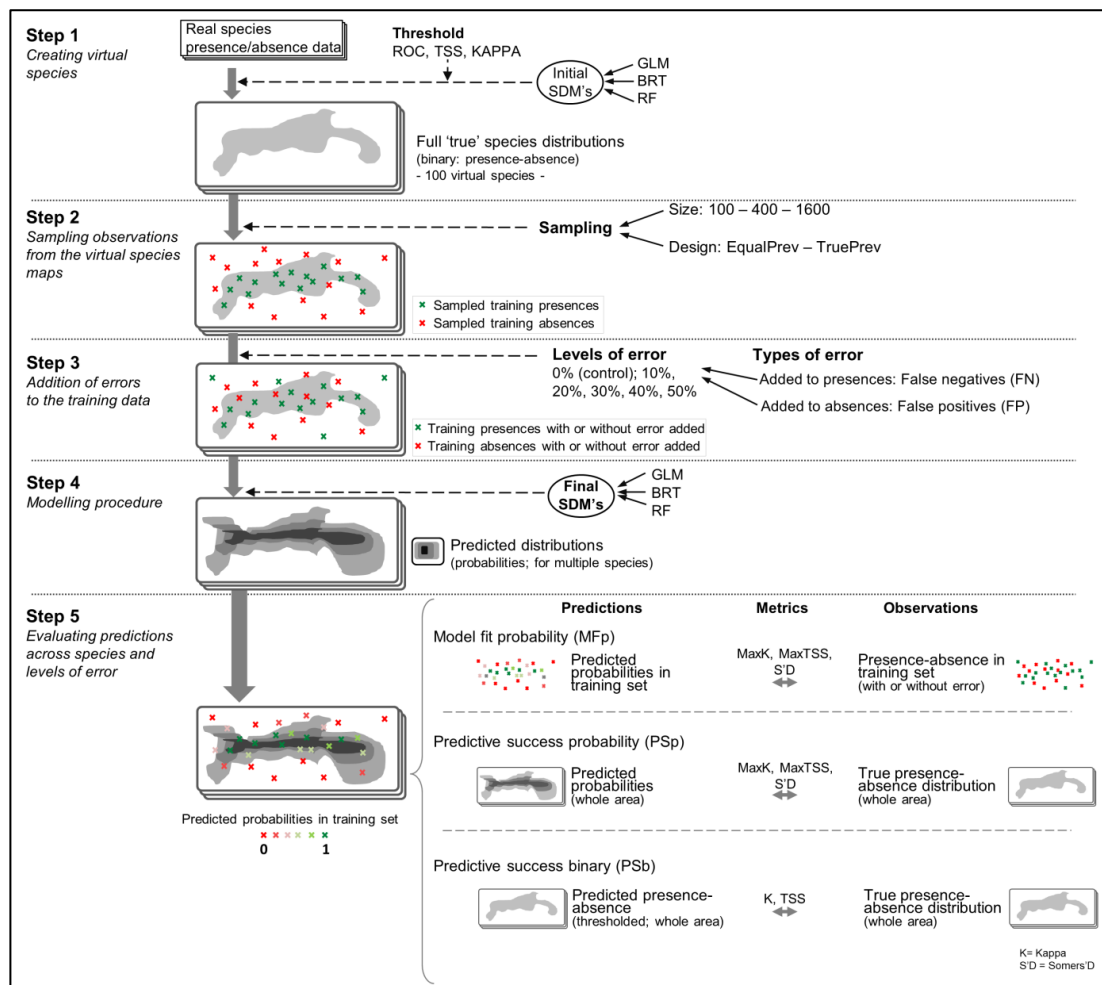 Step 1
Creating virtual
species
Real species
presence/absence data
Threshold
ROC, TSS, KAPPA
Initial
SDM's
GLM
BRT
RF
Full 'true' species distributions
(binary: presence-absence)
- 100 virtual species -
Step 2
Sampling observations
from the virtual species
maps
Sampling
Size: 100 – 400 – 1600
Design: EqualPrev – TruePrev
Sampled training presences
Sampled training absences
Step 3
Addition of errors
to the training data
Levels of error
0% (control); 10%,
20%, 30%, 40%, 50%
Types of error
Added to presences: False negatives (FN)
Added to absences: False positives (FP)
Training presences with or without error added
Training absences with or without error added
Step 4
Modelling procedure
Final
SDM's
GLM
BRT
RF
Predicted distributions
(probabilities; for multiple species)
Step 5
Evaluating predictions
across species and
levels of error
Predicted probabilities in training set
0 1
Predictions Metrics Observations
Model fit probability (MFp)
Predicted
probabilities
in training set
MaxK, MaxTSS,
S'D
Presence-absence in
training set
(with or without error)
Predictive success probability (PSp)
Predicted
probabilities
(whole area)
MaxK, MaxTSS,
S'D
True presence-
absence distribution
(whole area)
Predictive success binary (PSb)
Predicted presence-
absence
(thresholded; whole area)
K, TSS
True presence-
absence distribution
(whole area)
K= Kappa
S'D = Somers'D